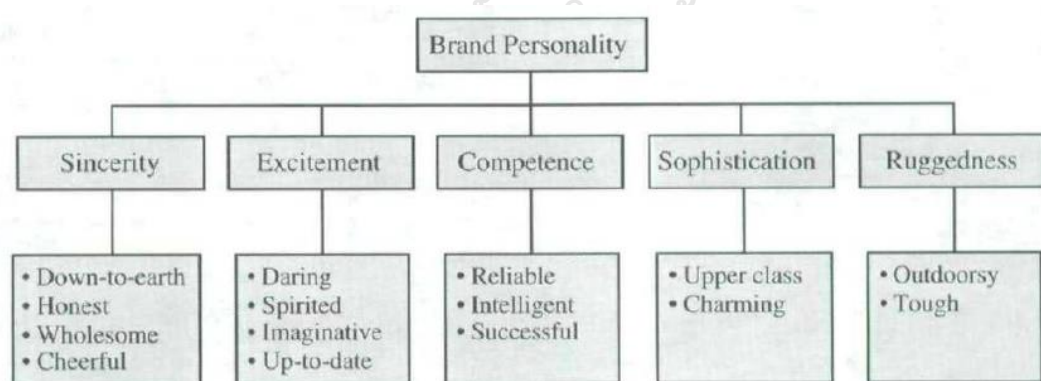 Brand Personality
Sincerity
Excitement
Competence
Sophistication
Ruggedness
• Down-to-earth
• Honest
• Wholesome
• Cheerful
• Daring
• Spirited
• Imaginative
• Up-to-date
• Reliable
• Intelligent
• Successful
• Upper class
• Charming
• Outdoorsy
• Tough